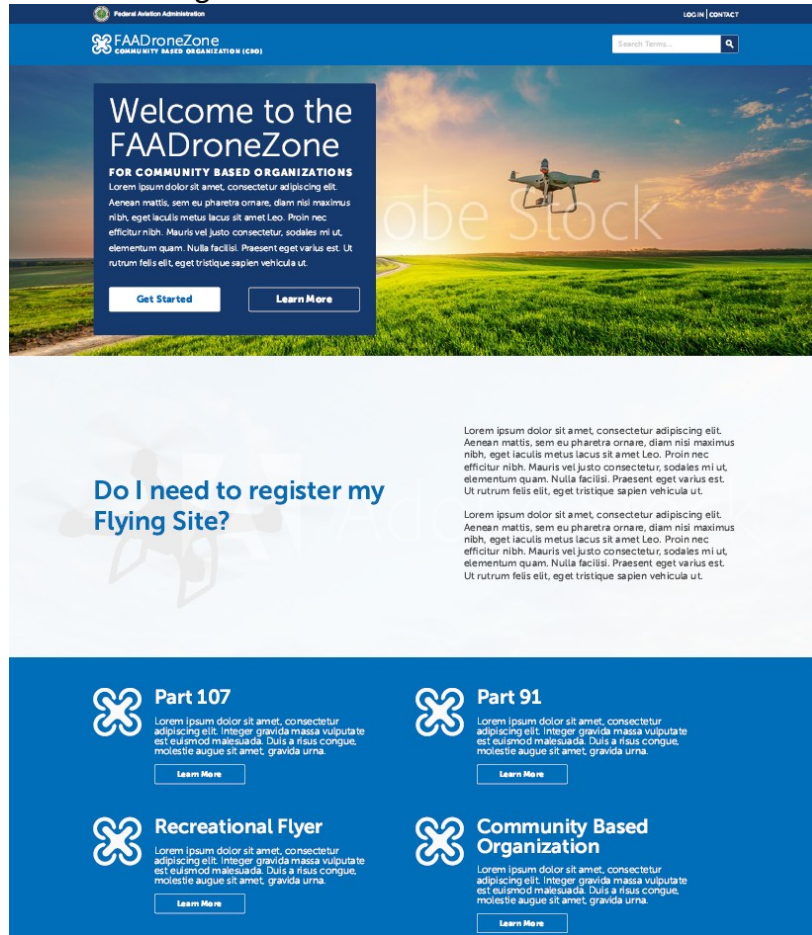 Federal Aviation Administration
LOG IN | CONTACT
FAADroneZone
COMMUNITY BASED ORGANIZATION (CBO)
Search Terms...
Welcome to the
FAADroneZone
FOR COMMUNITY BASED ORGANIZATIONS
Lorem ipsum dolor sit amet, consectetur adipiscing elit.
Aenean mattis, sem eu pharetra ornare, diam nisi maximus
nibh, eget iaculis metus lacus sit amet Leo. Proin nec
efficitur nibh. Mauris vel justo consectetur, sodales mi ut,
elementum quam. Nulla facilisi. Praesent eget varius est. Ut
rutrum felis elit, eget tristique sapien vehicula ut.
Get Started
Learn More
obe Stock
Do I need to register my
Flying Site?
Lorem ipsum dolor sit amet, consectetur adipiscing elit.
Aenean mattis, sem eu pharetra ornare, diam nisi maximus
nibh, eget iaculis metus lacus sit amet Leo. Proin nec
efficitur nibh. Mauris vel justo consectetur, sodales mi ut,
elementum quam. Nulla facilisi. Praesent eget varius est.
Ut rutrum felis elit, eget tristique sapien vehicula ut.
Lorem ipsum dolor sit amet, consectetur adipiscing elit.
Aenean mattis, sem eu pharetra ornare, diam nisi maximus
nibh, eget iaculis metus lacus sit amet Leo. Proin nec
efficitur nibh. Mauris vel justo consectetur, sodales mi ut,
elementum quam. Nulla facilisi. Praesent eget varius est.
Ut rutrum felis elit, eget tristique sapien vehicula ut.
Part 107
Lorem ipsum dolor sit amet, consectetur
adipiscing elit. Integer gravida massa vulputate
est euismod malesuada. Duis a risus congue,
molestie augue sit amet, gravida urna.
Learn More
Part 91
Lorem ipsum dolor sit amet, consectetur
adipiscing elit. Integer gravida massa vulputate
est euismod malesuada. Duis a risus congue,
molestie augue sit amet, gravida urna.
Learn More
Recreational Flyer
Lorem ipsum dolor sit amet, consectetur
adipiscing elit. Integer gravida massa vulputate
est euismod malesuada. Duis a risus congue,
molestie augue sit amet, gravida urna.
Learn More
Community Based
Organization
Lorem ipsum dolor sit amet, consectetur
adipiscing elit. Integer gravida massa vulputate
est euismod malesuada. Duis a risus congue,
molestie augue sit amet, gravida urna.
Learn More